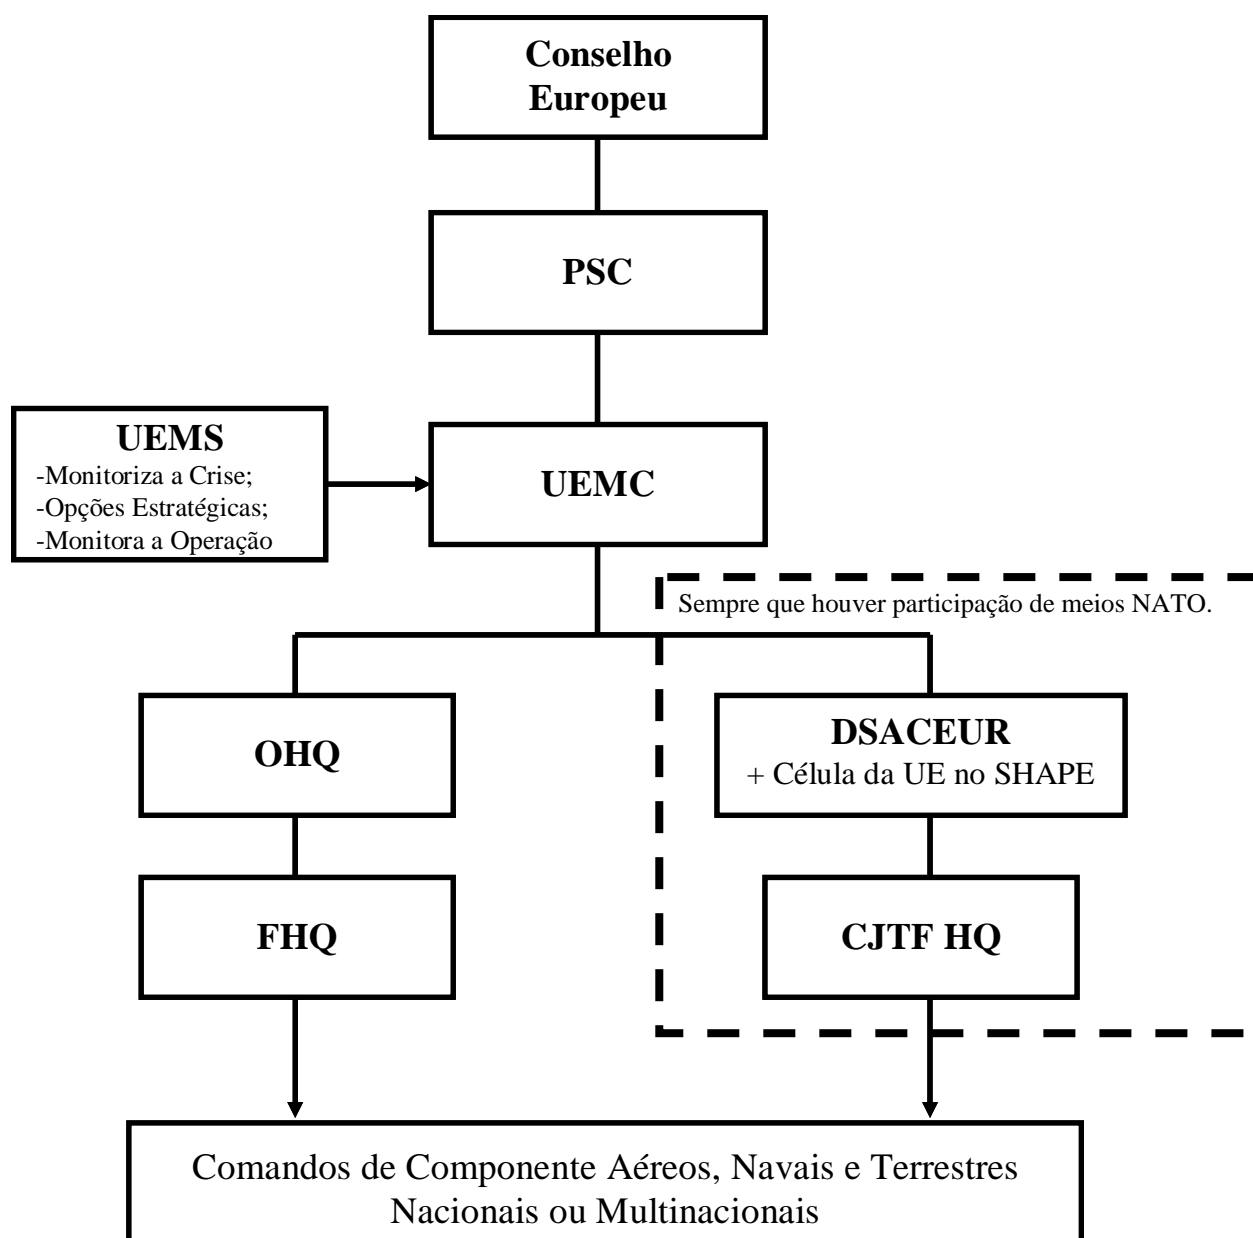 Conselho
Europeu
PSC
UEMS
-Monitoriza a Crise;
-Opções Estratégicas;
-Monitora a Operação
UEMC
Sempre que houver participação de meios NATO.
OHQ
DSACEUR
+ Célula da UE no SHAPE
FHQ
CJTF HQ
Comandos de Componente Aéreos, Navais e Terrestres
Nacionais ou Multinacionais